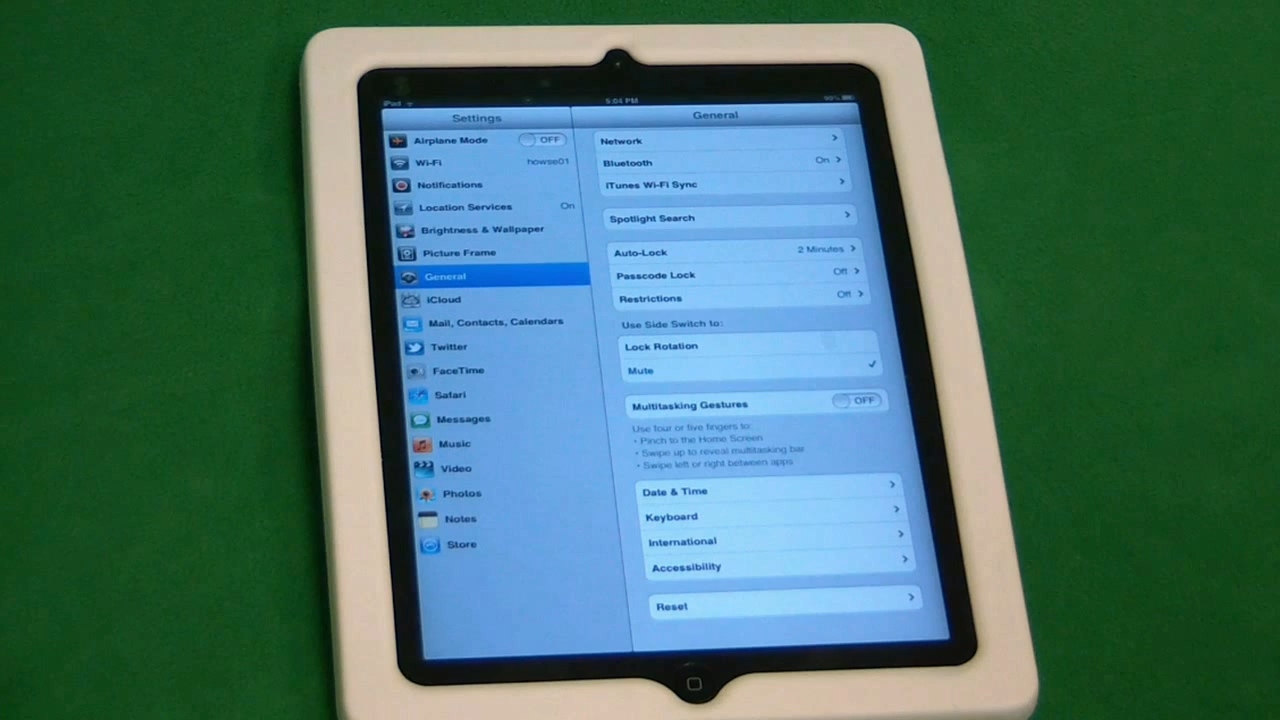 iPad
5:04 PM
90%
Settings
General
Airplane Mode OFF
Wi-Fi howse01
Notifications
Location Services On
Brightness & Wallpaper
Picture Frame
General
iCloud
Mail, Contacts, Calendars
Twitter
FaceTime
Safari
Messages
Music
Video
Photos
Notes
Store
Network
Bluetooth On
iTunes Wi-Fi Sync
Spotlight Search
Auto-Lock 2 Minutes
Passcode Lock Off
Restrictions Off
Use Side Switch to:
Lock Rotation
Mute
Multitasking Gestures OFF
Use four or five fingers to:
• Pinch to the Home Screen
• Swipe up to reveal multitasking bar
• Swipe left or right between apps
Date & Time
Keyboard
International
Accessibility
Reset